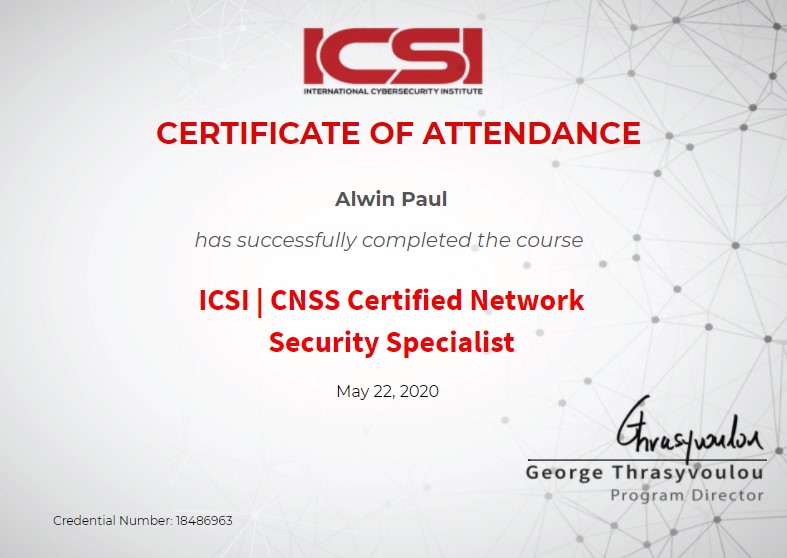 ICSI
INTERNATIONAL CYBERSECURITY INSTITUTE
CERTIFICATE OF ATTENDANCE
Alwin Paul
has successfully completed the course
ICSI | CNSS Certified Network
Security Specialist
May 22, 2020
Thrasyvoulou
George Thrasyvoulou
Program Director
Credential Number: 18486963